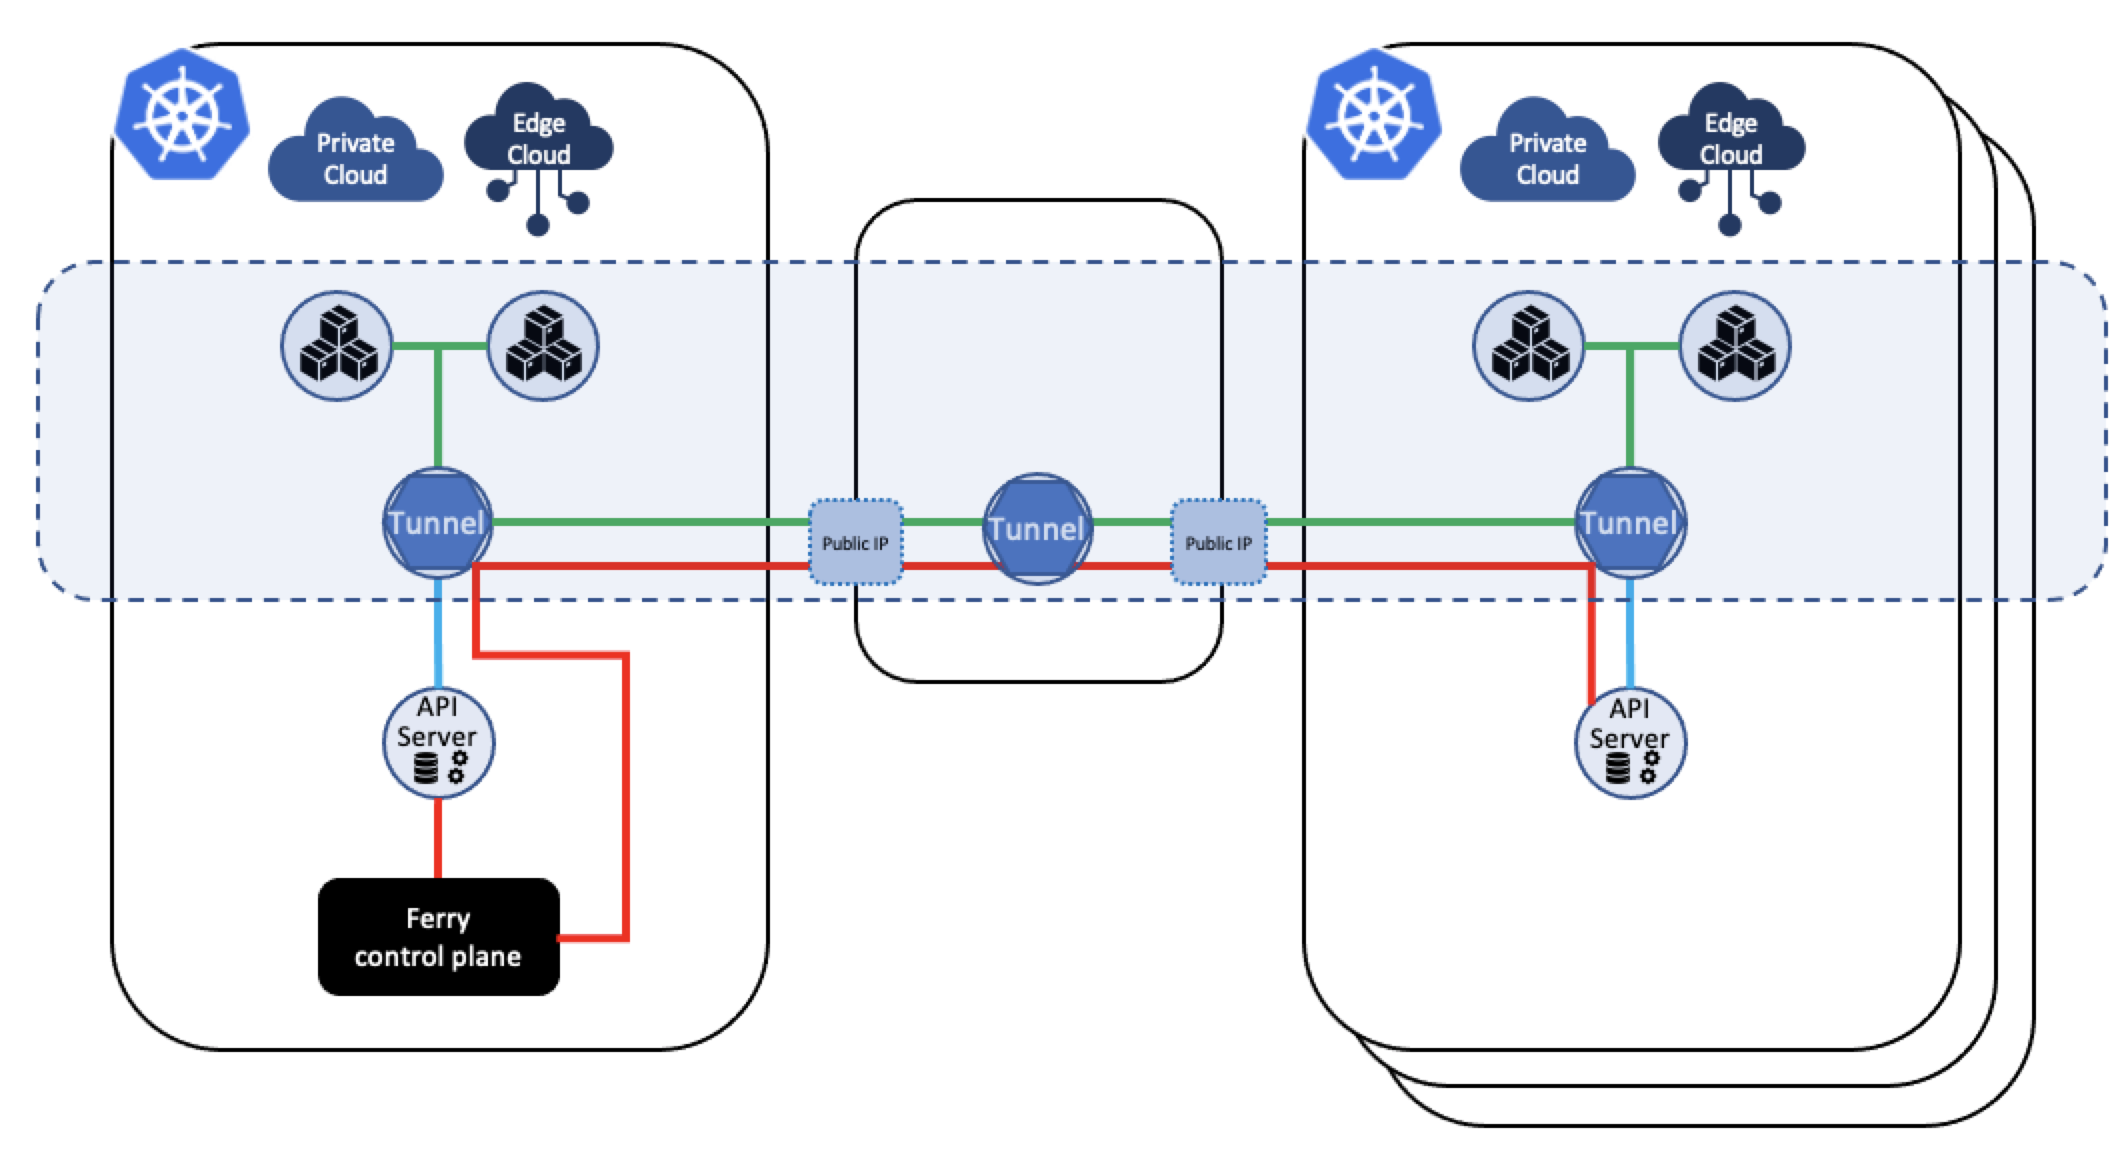 Private
Cloud
Edge
Cloud
Private
Cloud
Edge
Cloud
Tunnel
Public IP
Tunnel
Public IP
Tunnel
API
Server
API
Server
Ferry
control plane